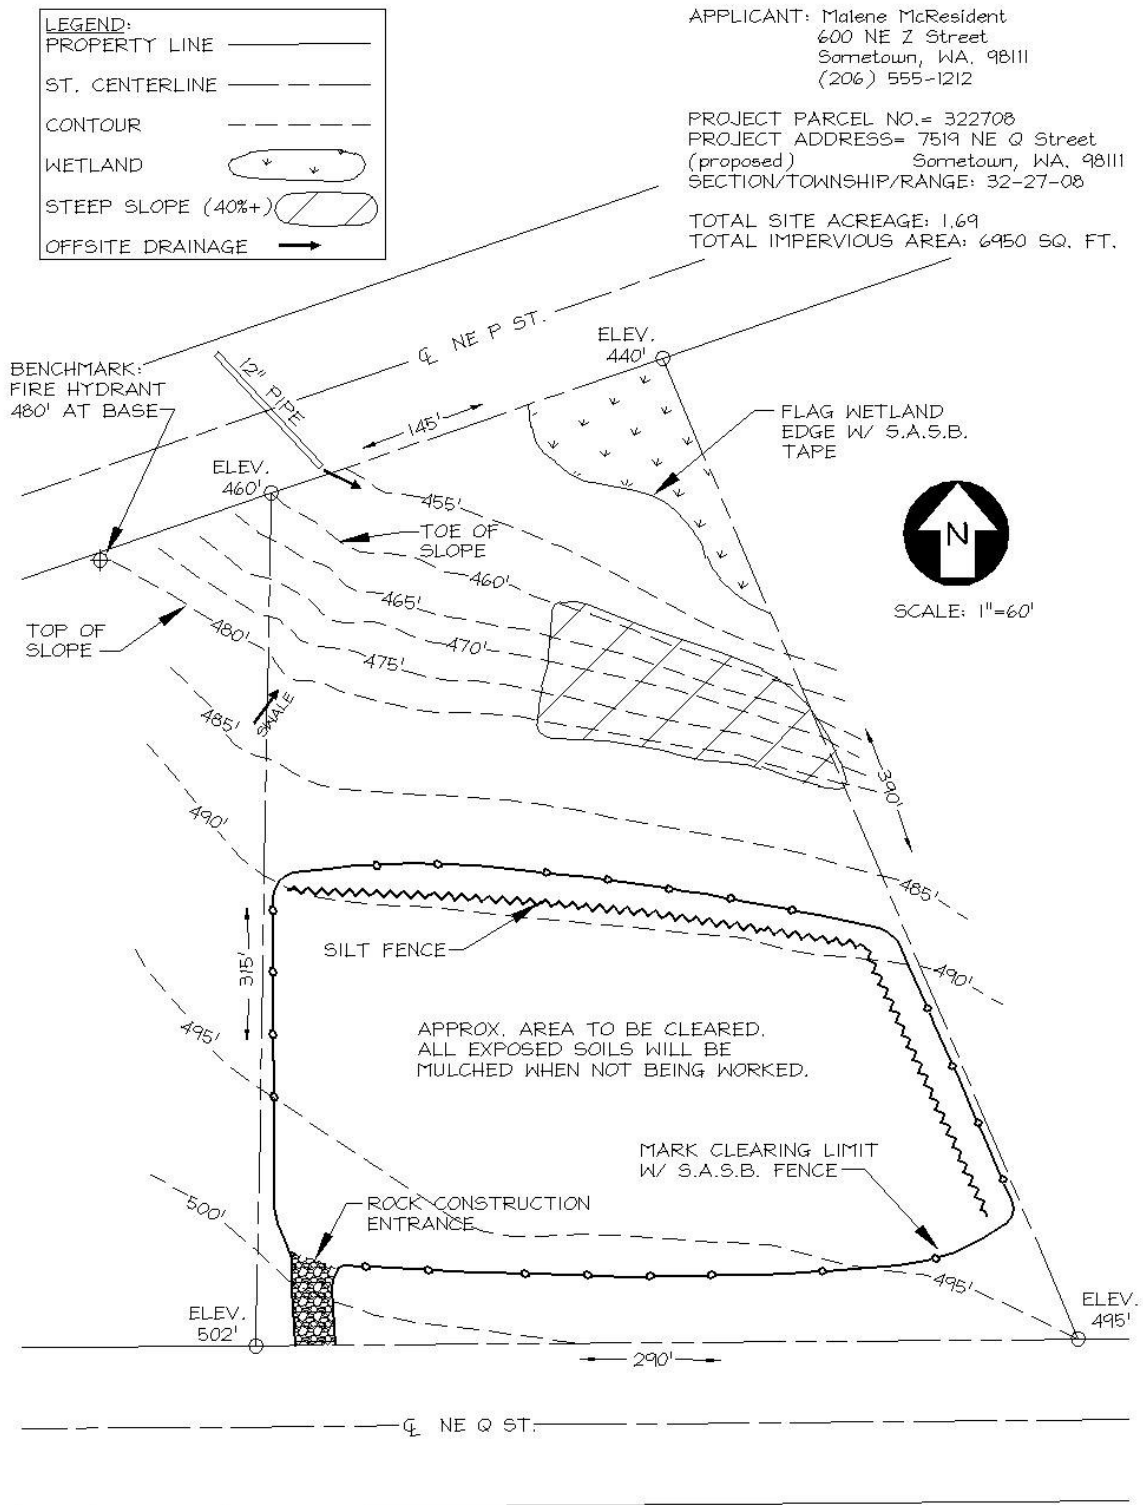 LEGEND:
PROPERTY LINE
ST. CENTERLINE
CONTOUR
WETLAND
STEEP SLOPE (40%+)
OFFSITE DRAINAGE
APPLICANT: Malene McResident
600 NE Z Street
Sometown, WA. 98111
(206) 555-1212
PROJECT PARCEL NO.= 322708
PROJECT ADDRESS= 7519 NE Q Street
(proposed) Sometown, WA. 98111
SECTION/TOWNSHIP/RANGE: 32-27-08
TOTAL SITE ACREAGE: 1.69
TOTAL IMPERVIOUS AREA: 6950 SQ. FT.
℄ NE P ST.
ELEV.
440'
BENCHMARK:
FIRE HYDRANT
480' AT BASE
12" PIPE
145'
FLAG WETLAND
EDGE W/ S.A.S.B.
TAPE
ELEV.
460'
455'
TOE OF
SLOPE
N
SCALE: 1"=60'
460'
465'
470'
475'
480'
TOP OF
SLOPE
SWALE
485'
390'
490'
485'
SILT FENCE
490'
315'
495'
APPROX. AREA TO BE CLEARED.
ALL EXPOSED SOILS WILL BE
MULCHED WHEN NOT BEING WORKED.
MARK CLEARING LIMIT
W/ S.A.S.B. FENCE
500'
ROCK CONSTRUCTION
ENTRANCE
495'
ELEV.
502'
ELEV.
495'
290'
℄ NE Q ST.